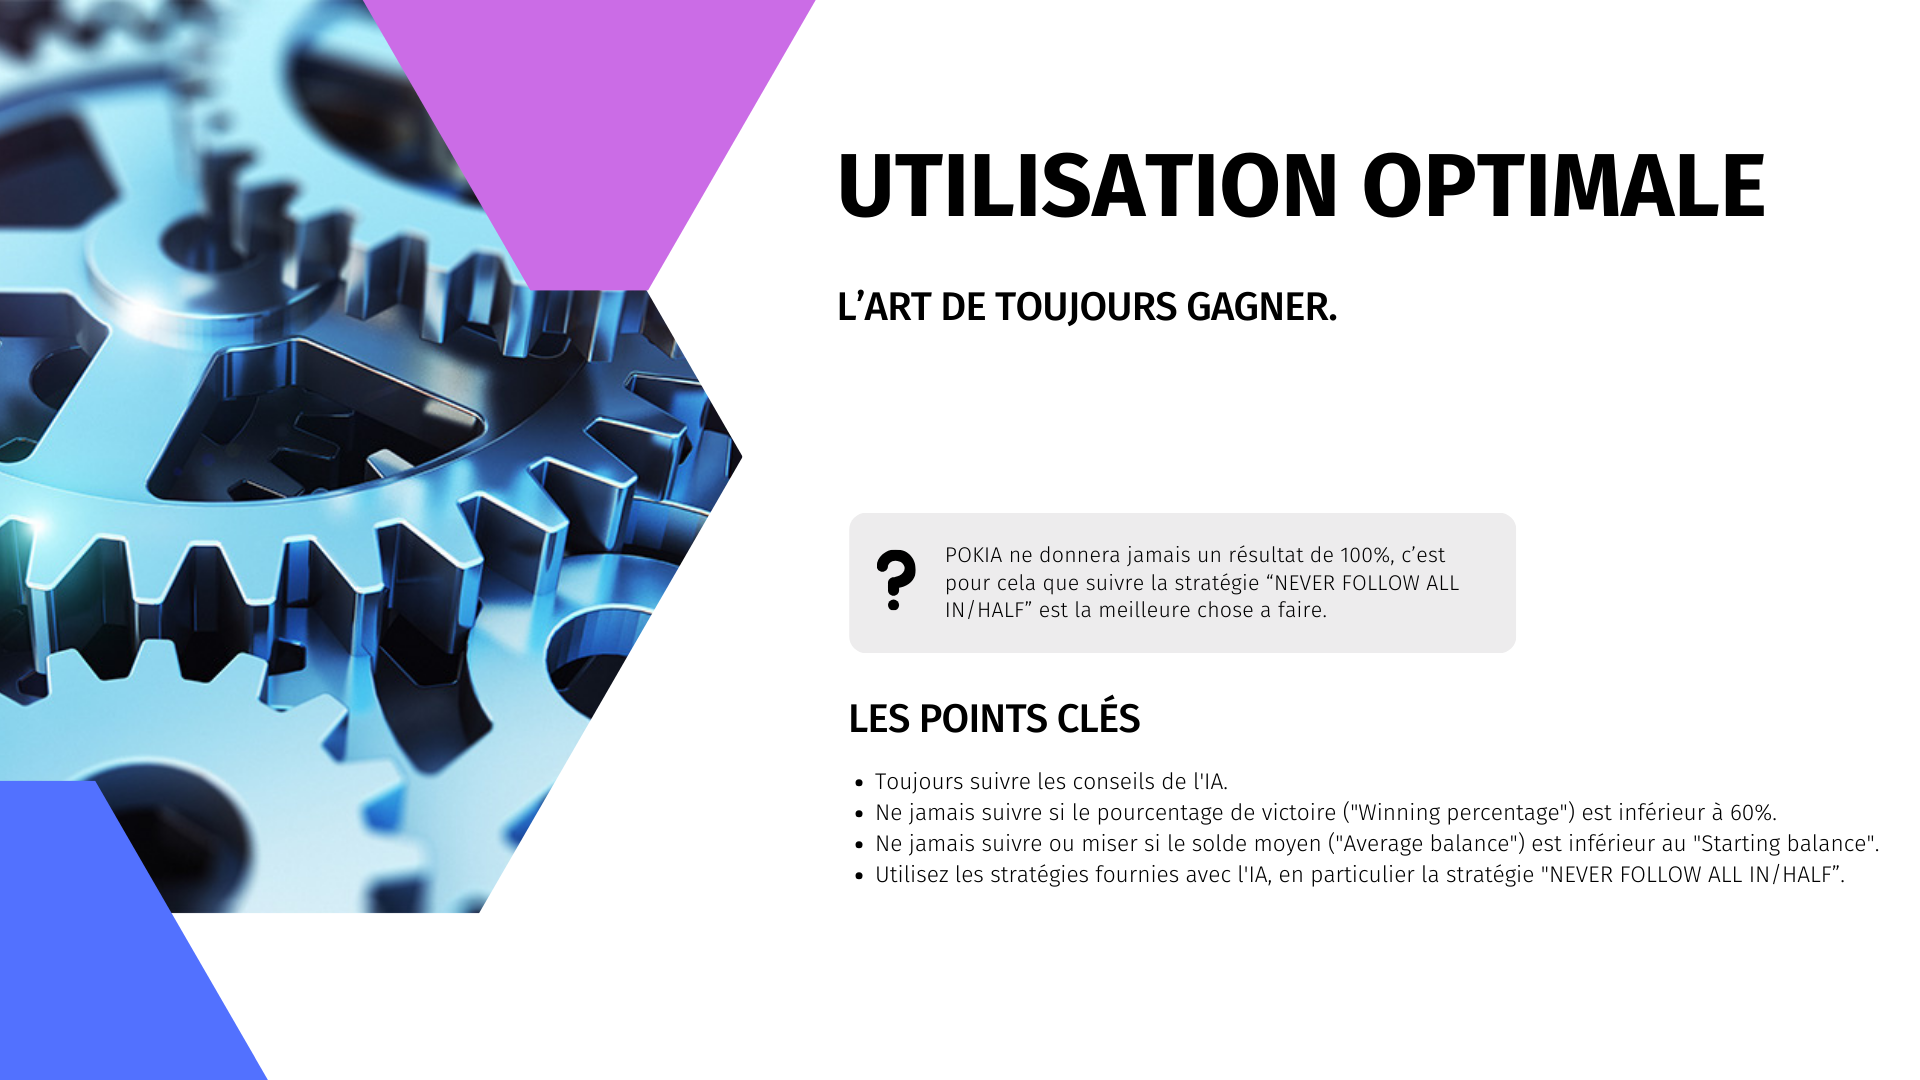 UTILISATION OPTIMALE
L’ART DE TOUJOURS GAGNER.
POKIA ne donnera jamais un résultat de 100%, c’est
pour cela que suivre la stratégie “NEVER FOLLOW ALL
IN/HALF” est la meilleure chose a faire.
LES POINTS CLÉS
• Toujours suivre les conseils de l'IA.
• Ne jamais suivre si le pourcentage de victoire ("Winning percentage") est inférieur à 60%.
• Ne jamais suivre ou miser si le solde moyen ("Average balance") est inférieur au "Starting balance".
• Utilisez les stratégies fournies avec l'IA, en particulier la stratégie "NEVER FOLLOW ALL IN/HALF”.